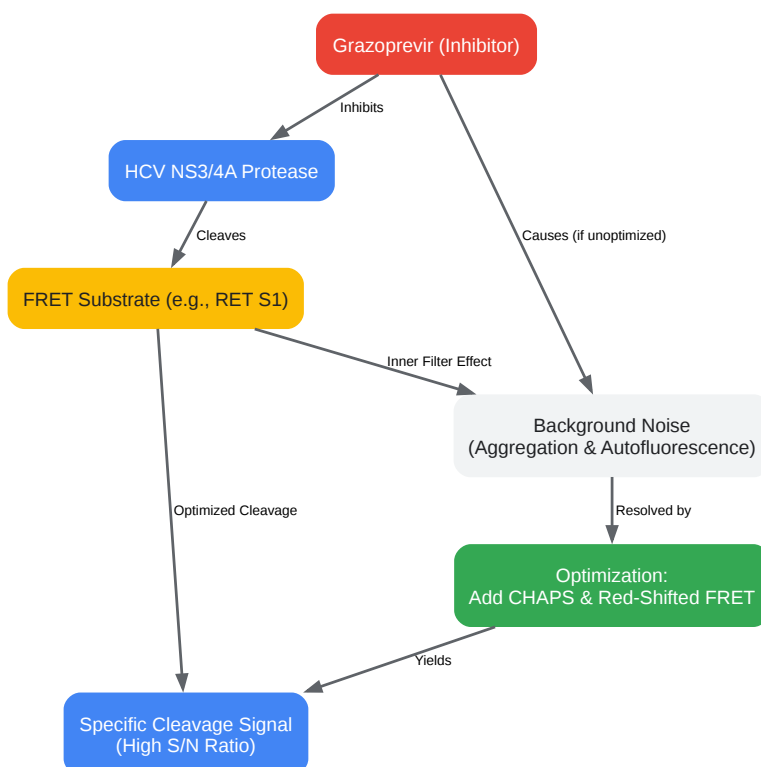 Grazoprevir (Inhibitor)
Inhibits
HCV NS3/4A Protease
Cleaves
Causes (if unoptimized)
FRET Substrate (e.g., RET S1)
Inner Filter Effect
Background Noise
(Aggregation & Autofluorescence)
Optimized Cleavage
Resolved by
Optimization:
Add CHAPS & Red-Shifted FRET
Yields
Specific Cleavage Signal
(High S/N Ratio)